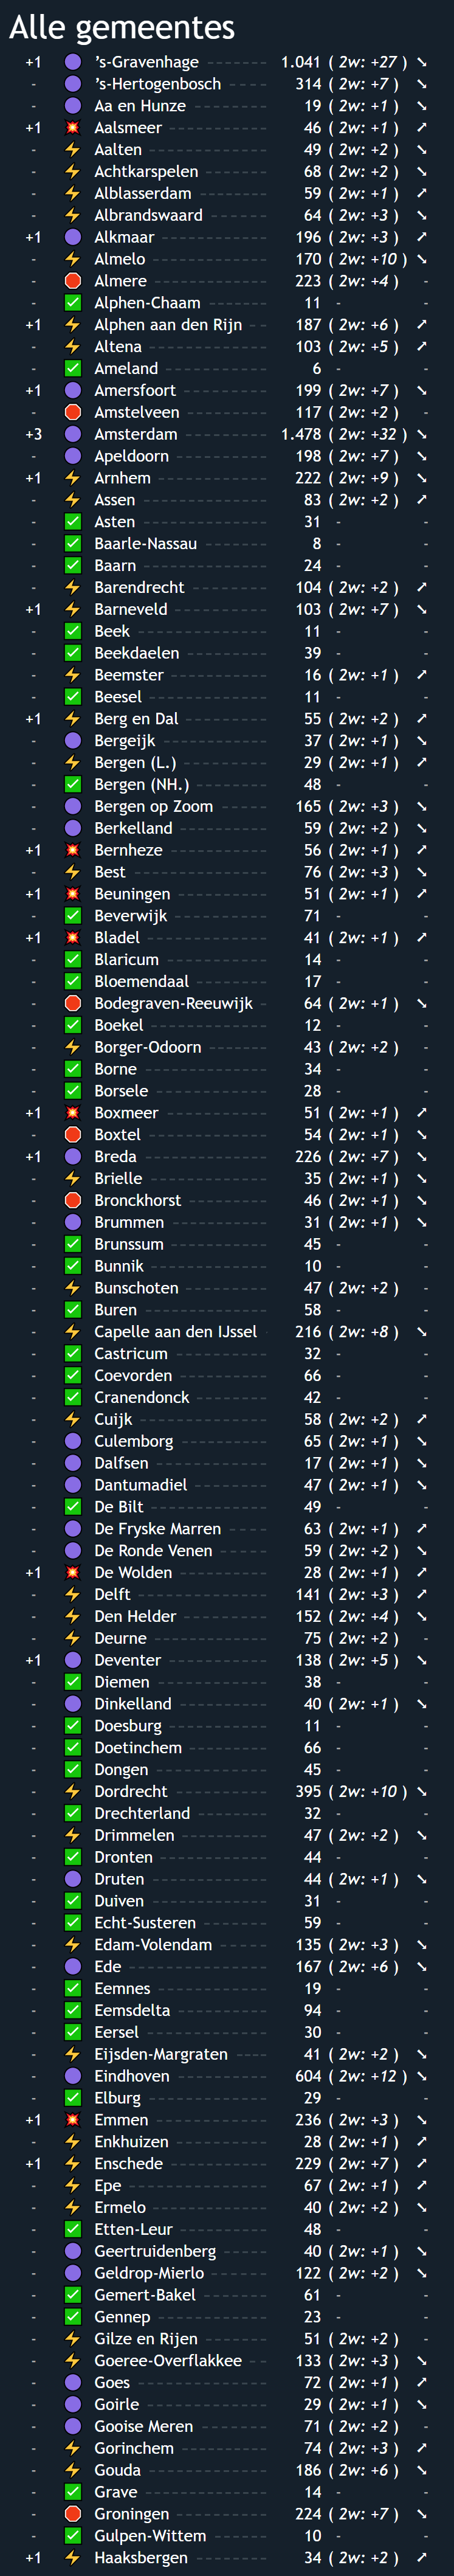 Alle gemeentes
+1 's-Gravenhage 1.041 ( 2w: +27 ) ➘
- 's-Hertogenbosch 314 ( 2w: +7 ) ➘
- Aa en Hunze 19 ( 2w: +1 ) ➘
+1 💥 Aalsmeer 46 ( 2w: +1 ) ➚
- ⚡ Aalten 49 ( 2w: +2 ) ➘
- ⚡ Achtkarspelen 68 ( 2w: +2 ) ➘
- ⚡ Alblasserdam 59 ( 2w: +1 ) ➚
- ⚡ Albrandswaard 64 ( 2w: +3 ) ➘
+1 Alkmaar 196 ( 2w: +3 ) ➚
- ⚡ Almelo 170 ( 2w: +10 ) ➘
- Almere 223 ( 2w: +4 ) -
- ✅ Alphen-Chaam 11 - -
+1 ⚡ Alphen aan den Rijn 187 ( 2w: +6 ) ➚
- ⚡ Altena 103 ( 2w: +5 ) ➚
- ✅ Ameland 6 - -
+1 Amersfoort 199 ( 2w: +7 ) ➘
- Amstelveen 117 ( 2w: +2 ) -
+3 Amsterdam 1.478 ( 2w: +32 ) ➘
- Apeldoorn 198 ( 2w: +7 ) ➘
+1 ⚡ Arnhem 222 ( 2w: +9 ) ➘
- ⚡ Assen 83 ( 2w: +2 ) ➚
- ✅ Asten 31 - -
- ✅ Baarle-Nassau 8 - -
- ✅ Baarn 24 - -
- ⚡ Barendrecht 104 ( 2w: +2 ) ➚
+1 ⚡ Barneveld 103 ( 2w: +7 ) ➘
- ✅ Beek 11 - -
- ✅ Beekdaelen 39 - -
- ⚡ Beemster 16 ( 2w: +1 ) ➚
- ✅ Beesel 11 - -
+1 ⚡ Berg en Dal 55 ( 2w: +2 ) ➚
- Bergeijk 37 ( 2w: +1 ) ➘
- ⚡ Bergen (L.) 29 ( 2w: +1 ) ➚
- ✅ Bergen (NH.) 48 - -
- Bergen op Zoom 165 ( 2w: +3 ) ➘
- Berkelland 59 ( 2w: +2 ) ➘
+1 💥 Bernheze 56 ( 2w: +1 ) ➚
- ⚡ Best 76 ( 2w: +3 ) ➘
+1 💥 Beuningen 51 ( 2w: +1 ) ➚
- ✅ Beverwijk 71 - -
+1 💥 Bladel 41 ( 2w: +1 ) ➚
- ✅ Blaricum 14 - -
- ✅ Bloemendaal 17 - -
- Bodegraven-Reeuwijk 64 ( 2w: +1 ) ➘
- ✅ Boekel 12 - -
- ⚡ Borger-Odoorn 43 ( 2w: +2 ) -
- ✅ Borne 34 - -
- ✅ Borsele 28 - -
+1 💥 Boxmeer 51 ( 2w: +1 ) ➚
- Boxtel 54 ( 2w: +1 ) ➘
+1 Breda 226 ( 2w: +7 ) ➘
- ⚡ Brielle 35 ( 2w: +1 ) ➘
- Bronckhorst 46 ( 2w: +1 ) ➘
- Brummen 31 ( 2w: +1 ) ➘
- ✅ Brunssum 45 - -
- ✅ Bunnik 10 - -
- ⚡ Bunschoten 47 ( 2w: +2 ) -
- ✅ Buren 58 - -
- ⚡ Capelle aan den IJssel 216 ( 2w: +8 ) ➘
- ✅ Castricum 32 - -
- ✅ Coevorden 66 - -
- ✅ Cranendonck 42 - -
- ⚡ Cuijk 58 ( 2w: +2 ) ➚
- Culemborg 65 ( 2w: +1 ) ➘
- Dalfsen 17 ( 2w: +1 ) ➘
- Dantumadiel 47 ( 2w: +1 ) ➘
- ✅ De Bilt 49 - -
- De Fryske Marren 63 ( 2w: +1 ) ➚
- De Ronde Venen 59 ( 2w: +2 ) ➘
+1 💥 De Wolden 28 ( 2w: +1 ) ➚
- ⚡ Delft 141 ( 2w: +3 ) ➚
- ⚡ Den Helder 152 ( 2w: +4 ) ➘
- ⚡ Deurne 75 ( 2w: +2 ) -
+1 Deventer 138 ( 2w: +5 ) ➘
- ✅ Diemen 38 - -
- Dinkelland 40 ( 2w: +1 ) ➘
- ✅ Doesburg 11 - -
- ✅ Doetinchem 66 - -
- ✅ Dongen 45 - -
- ⚡ Dordrecht 395 ( 2w: +10 ) ➘
- ✅ Drechterland 32 - -
- ⚡ Drimmelen 47 ( 2w: +2 ) ➘
- ✅ Dronten 44 - -
- Druten 44 ( 2w: +1 ) ➘
- ✅ Duiven 31 - -
- ✅ Echt-Susteren 59 - -
- ⚡ Edam-Volendam 135 ( 2w: +3 ) ➘
- Ede 167 ( 2w: +6 ) ➘
- ✅ Eemnes 19 - -
- ✅ Eemsdelta 94 - -
- ✅ Eersel 30 - -
- ⚡ Eijsden-Margraten 41 ( 2w: +2 ) ➘
- Eindhoven 604 ( 2w: +12 ) ➘
- ✅ Elburg 29 - -
+1 💥 Emmen 236 ( 2w: +3 ) ➘
- ⚡ Enkhuizen 28 ( 2w: +1 ) ➚
+1 ⚡ Enschede 229 ( 2w: +7 ) ➚
- ⚡ Epe 67 ( 2w: +1 ) ➚
- ⚡ Ermelo 40 ( 2w: +2 ) ➘
- ✅ Etten-Leur 48 - -
- Geertruidenberg 40 ( 2w: +1 ) ➘
- Geldrop-Mierlo 122 ( 2w: +2 ) ➘
- ✅ Gemert-Bakel 61 - -
- ✅ Gennep 23 - -
- ⚡ Gilze en Rijen 51 ( 2w: +2 ) -
- ⚡ Goeree-Overflakkee 133 ( 2w: +3 ) ➘
- Goes 72 ( 2w: +1 ) ➚
- Goirle 29 ( 2w: +1 ) ➘
- Gooise Meren 71 ( 2w: +2 ) -
- ⚡ Gorinchem 74 ( 2w: +3 ) ➚
- ⚡ Gouda 186 ( 2w: +6 ) ➘
- ✅ Grave 14 - -
- Groningen 224 ( 2w: +7 ) ➘
- ✅ Gulpen-Wittem 10 - -
+1 ⚡ Haaksbergen 34 ( 2w: +2 ) ➚